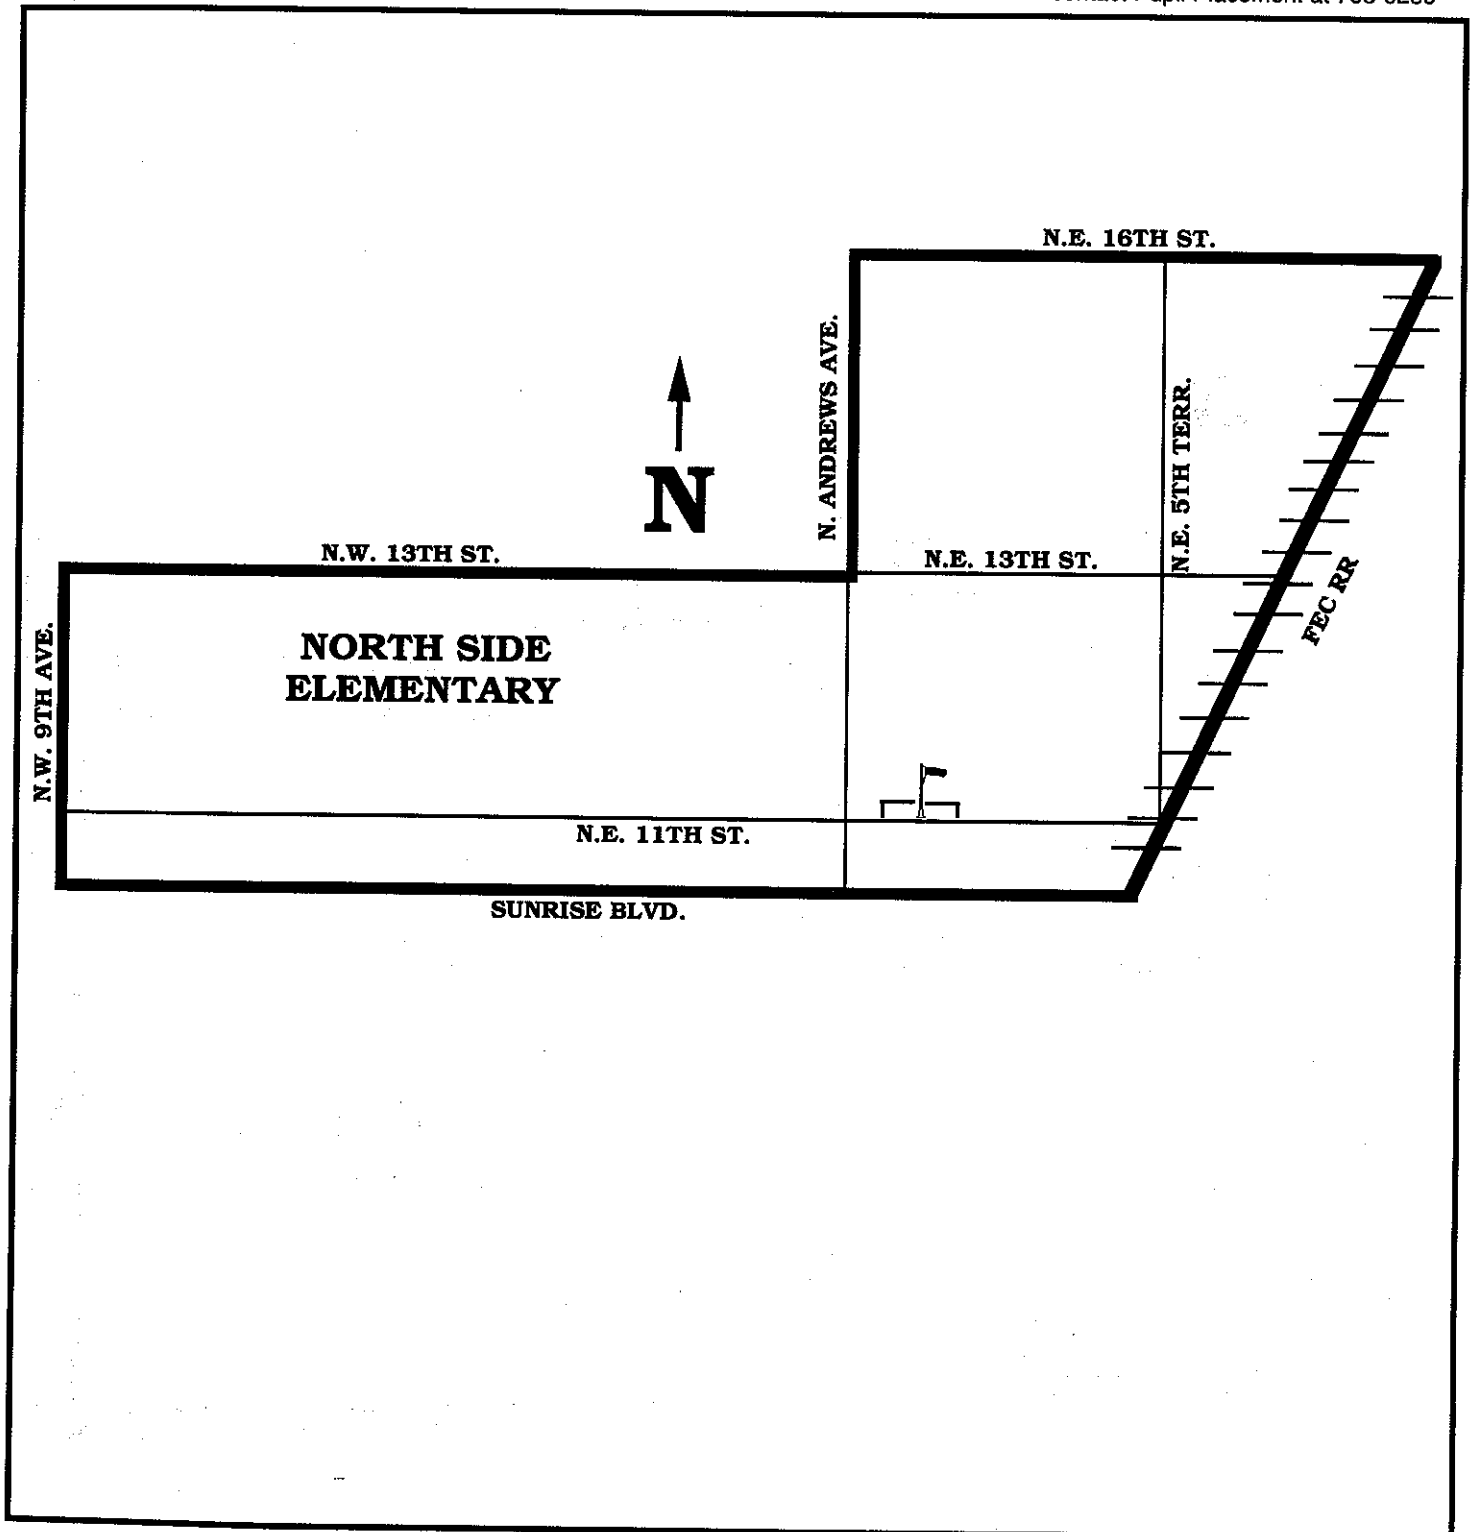 N.E. 16TH ST.
N. ANDREWS AVE.
N.E. 5TH TERR.
N
N.W. 13TH ST.
N.E. 13TH ST.
FEC RR
NORTH SIDE
ELEMENTARY
N.W. 9TH AVE.
N.E. 11TH ST.
SUNRISE BLVD.